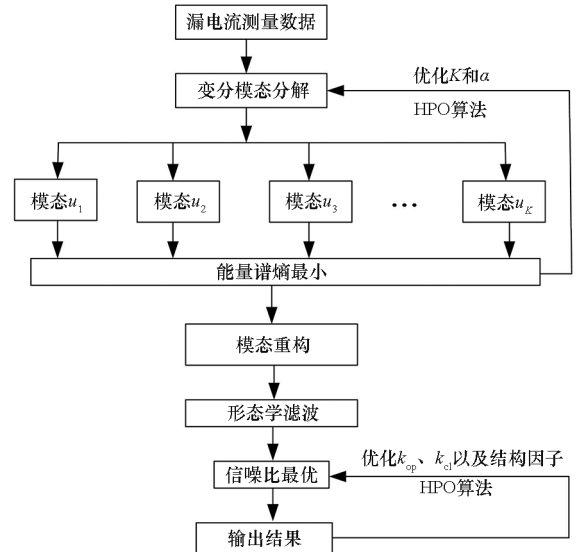 漏电流测量数据
变分模态分解
优化K和α
HPO算法
模态u1
模态u2
模态u3
…
模态uK
能量谱熵最小
模态重构
形态学滤波
信噪比最优
优化kop、kcl以及结构因子
HPO算法
输出结果